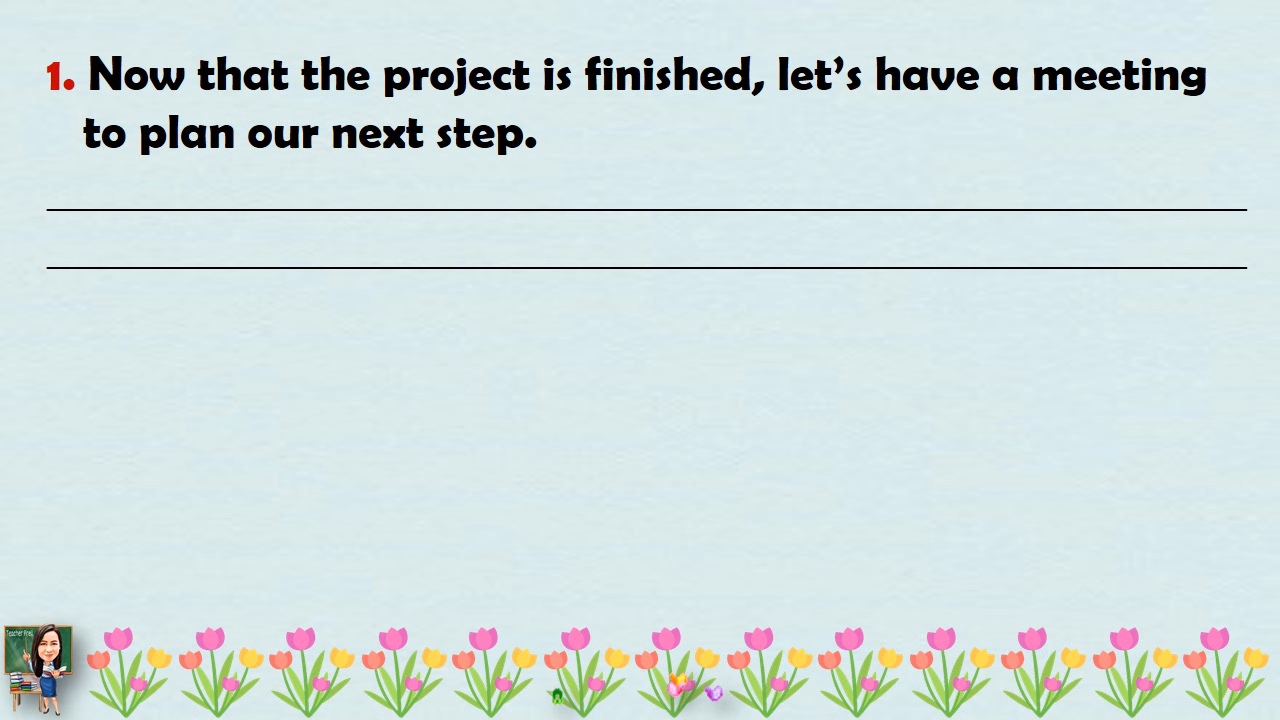 1. Now that the project is finished, let’s have a meeting
to plan our next step.